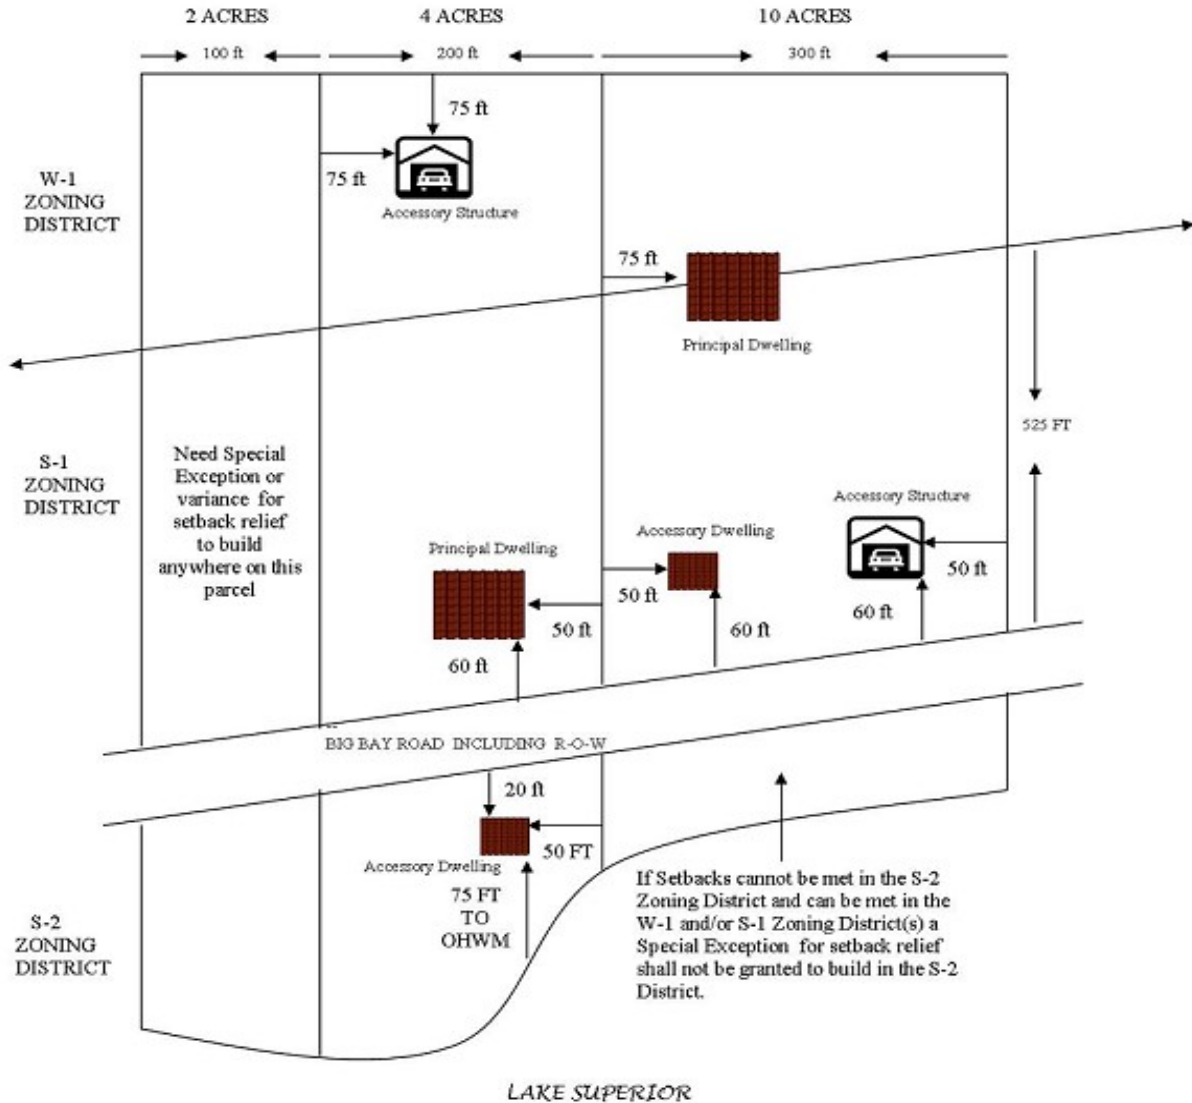 2 ACRES
4 ACRES
10 ACRES
100 ft
200 ft
300 ft
75 ft
75 ft
Accessory Structure
W-1
ZONING
DISTRICT
75 ft
Principal Dwelling
525 FT
S-1
ZONING
DISTRICT
Need Special
Exception or
variance for
setback relief
to build
anywhere on this
parcel
Principal Dwelling
50 ft
60 ft
Accessory Dwelling
50 ft
60 ft
Accessory Structure
50 ft
60 ft
BIG BAY ROAD INCLUDING R-O-W
20 ft
50 FT
Accessory Dwelling
75 FT
TO
OHWM
If Setbacks cannot be met in the S-2
Zoning District and can be met in the
W-1 and/or S-1 Zoning District(s) a
Special Exception for setback relief
shall not be granted to build in the S-2
District.
S-2
ZONING
DISTRICT
LAKE SUPERIOR